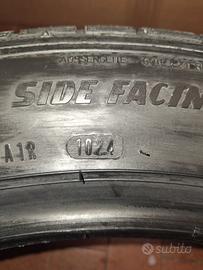 SIDE FACIN
A1R
1024
subito